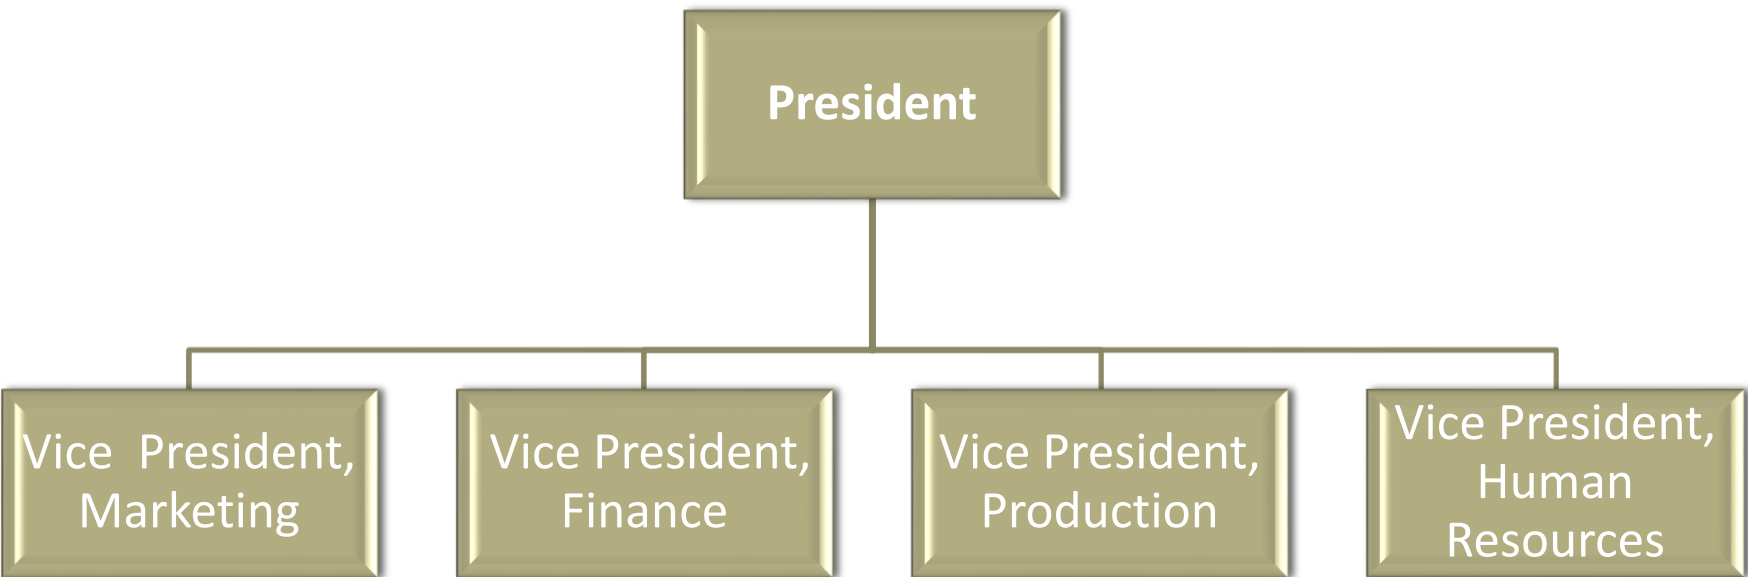 President
Vice  President,
Marketing
Vice President,
Finance
Vice President,
Production
Vice President,
Human
Resources